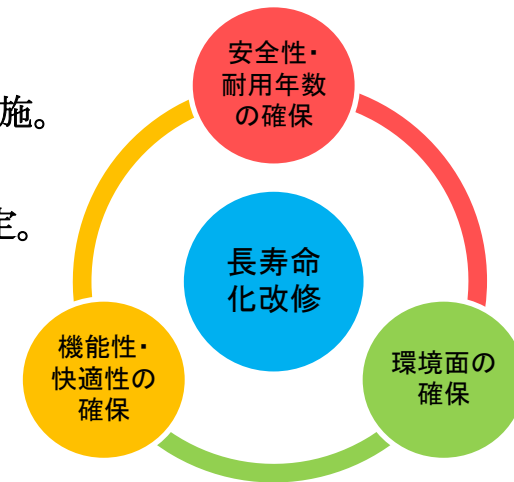 安全性・
耐用年数
の確保
施。
定。
長寿命
化改修
機能性・
快適性の
確保
環境面の
確保